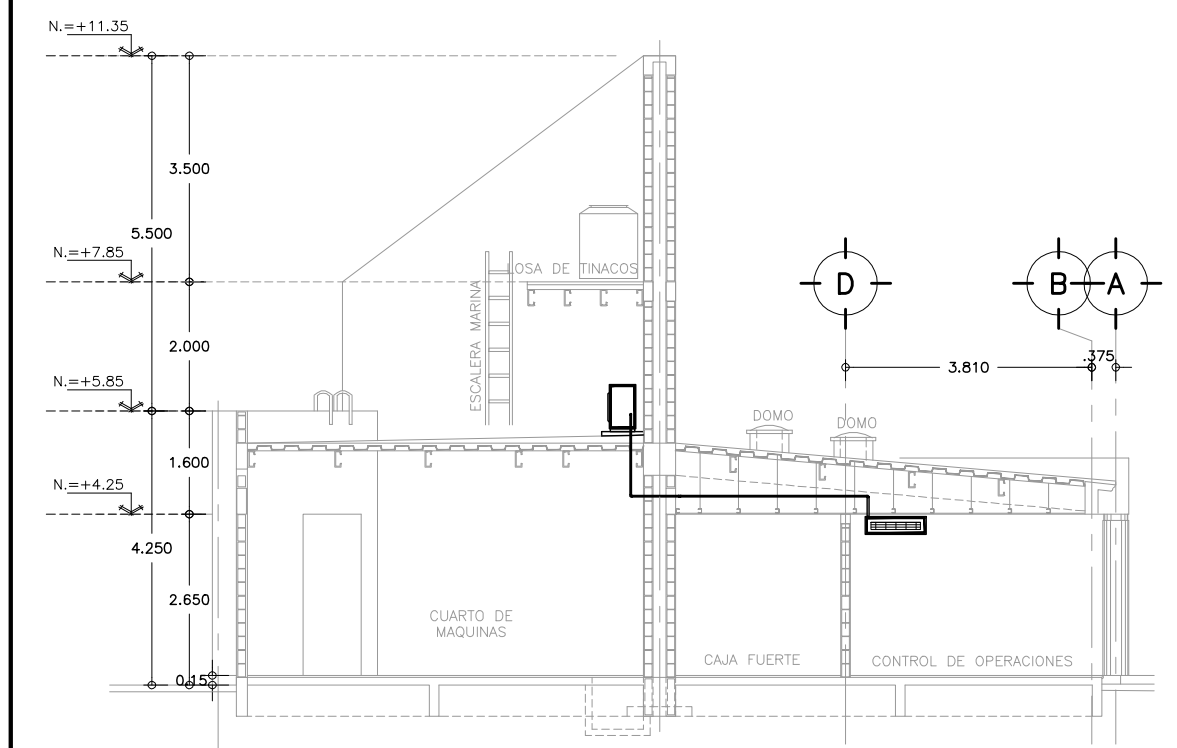 N.=+11.35
3.500
5.500
N.=+7.85
LOSA DE TINACOS
D
B
A
ESCALERA MARINA
2.000
3.810
.375
N.=+5.85
DOMO
DOMO
1.600
N.=+4.25
4.250
2.650
CUARTO DE
MAQUINAS
CAJA FUERTE
CONTROL DE OPERACIONES
0.15